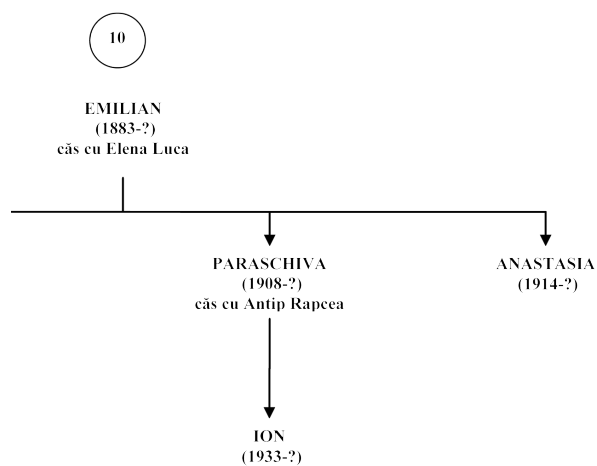 10
EMILIAN
(1883-?)
căs cu Elena Luca
PARASCHIVA
(1908-?)
căs cu Antip Rapcea
ANASTASIA
(1914-?)
ION
(1933-?)